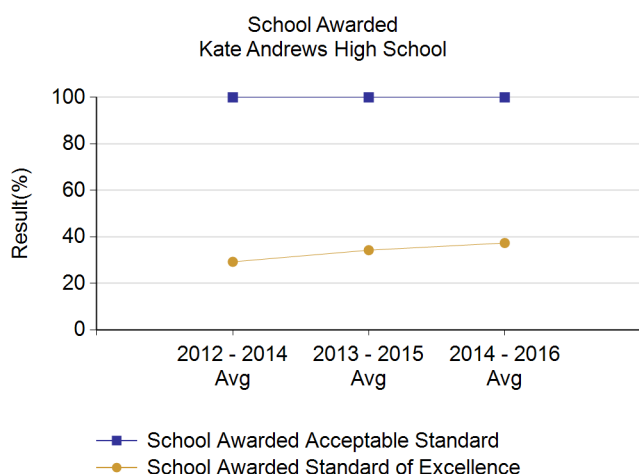 School Awarded
Kate Andrews High School
Result(%)
100
80
60
40
20
0
2012 - 2014 2013 - 2015 2014 - 2016
Avg Avg Avg
School Awarded Acceptable Standard
School Awarded Standard of Excellence